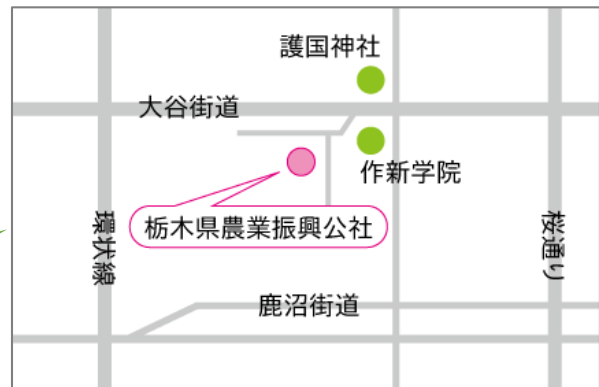 護国神社
大谷街道
作新学院
栃木県農業振興公社
環状線
桜通り
鹿沼街道